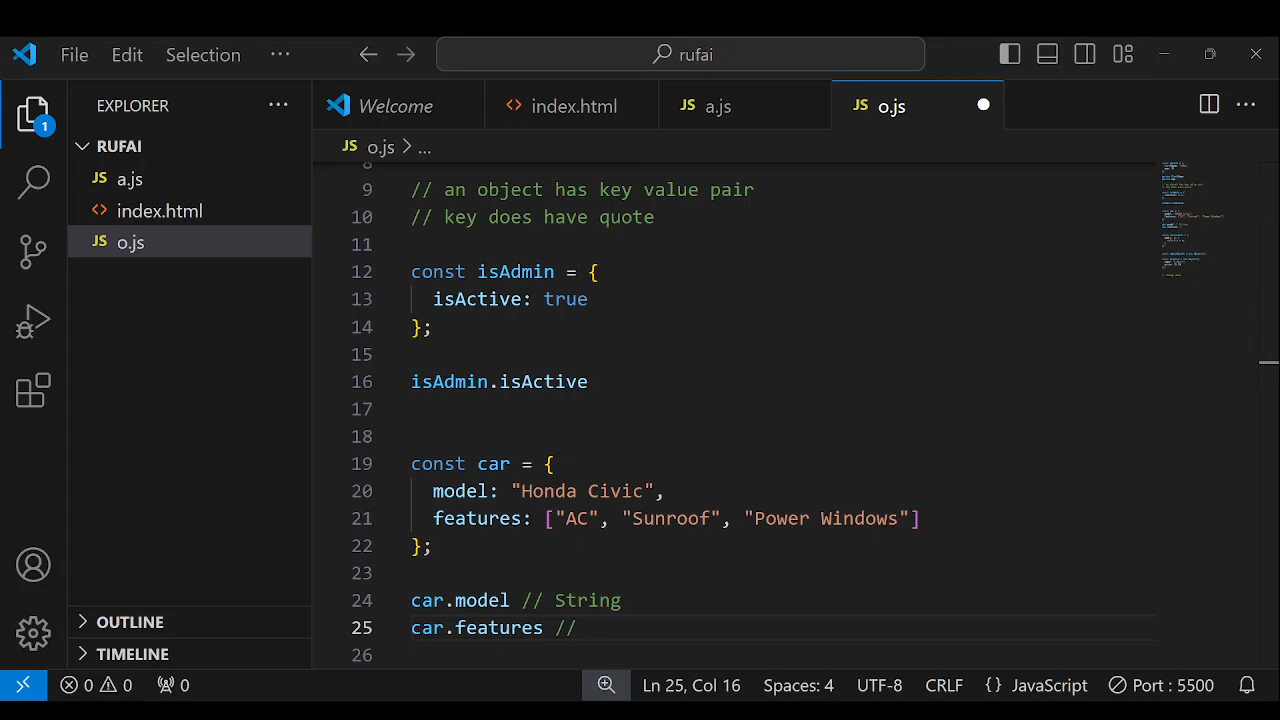 File Edit Selection ··· rufai
EXPLORER ···
Welcome
index.html
JS a.js
JS o.js
1
RUFAI
JS a.js
index.html
JS o.js
JS o.js > ...
9 // an object has key value pair
10 // key does have quote
11
12 const isAdmin = {
13 isActive: true
14 };
15
16 isAdmin.isActive
17
18
19 const car = {
20 model: "Honda Civic",
21 features: ["AC", "Sunroof", "Power Windows"]
22 };
23
24 car.model // String
25 car.features //
26
OUTLINE
TIMELINE
0 0 0 Ln 25, Col 16 Spaces: 4 UTF-8 CRLF {} JavaScript Port : 5500